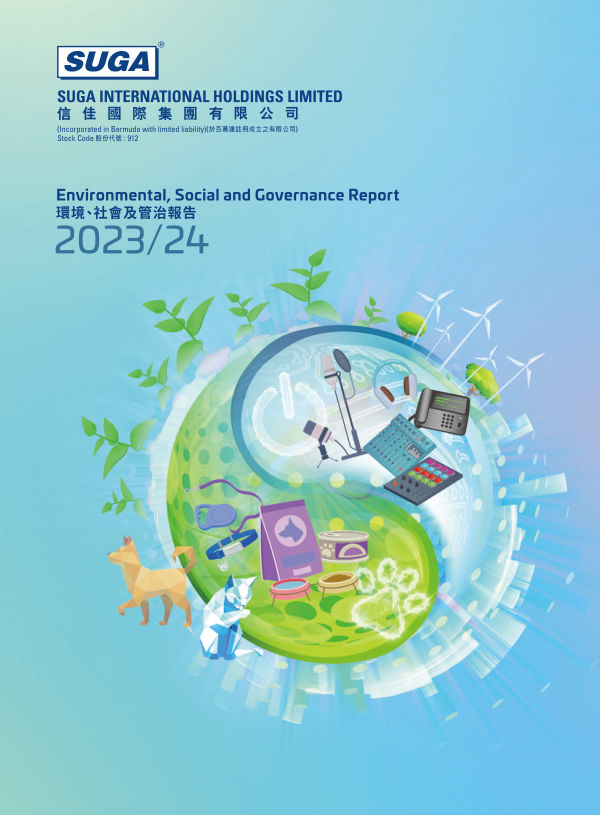 SUGA®
SUGA INTERNATIONAL HOLDINGS LIMITED
信佳國際集團有限公司
(Incorporated in Bermuda with limited liability)(於百慕達註冊成立之有限公司)
Stock Code 股份代號 : 912
Environmental, Social and Governance Report
環境、社會及管治報告
2023/24